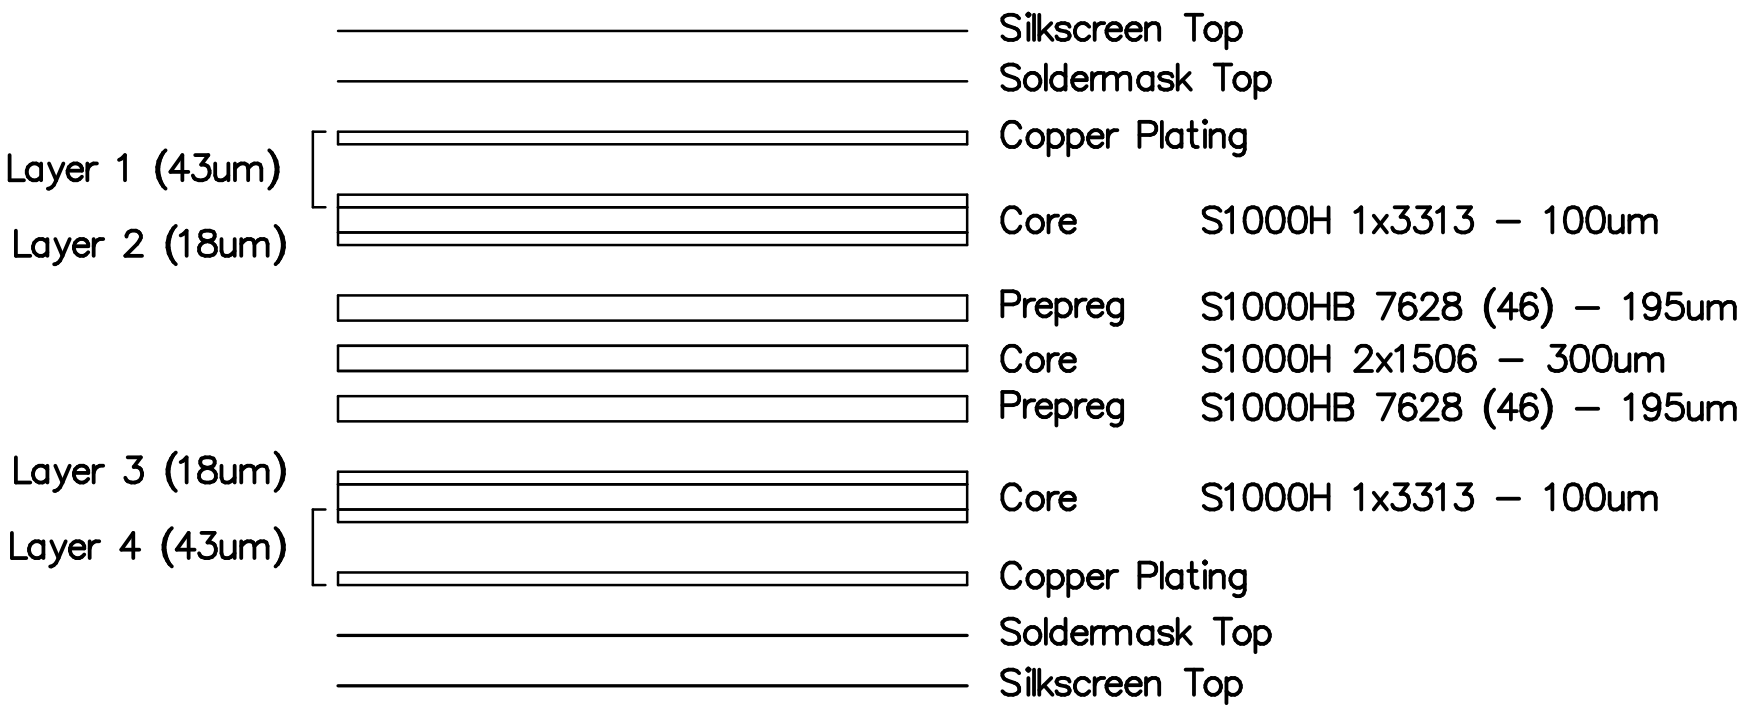 Silkscreen Top
Soldermask Top
Copper Plating
Layer 1 (43um)
Core S1000H 1x3313 – 100um
Layer 2 (18um)
Prepreg S1000HB 7628 (46) – 195um
Core S1000H 2x1506 – 300um
Prepreg S1000HB 7628 (46) – 195um
Layer 3 (18um)
Core S1000H 1x3313 – 100um
Layer 4 (43um)
Copper Plating
Soldermask Top
Silkscreen Top